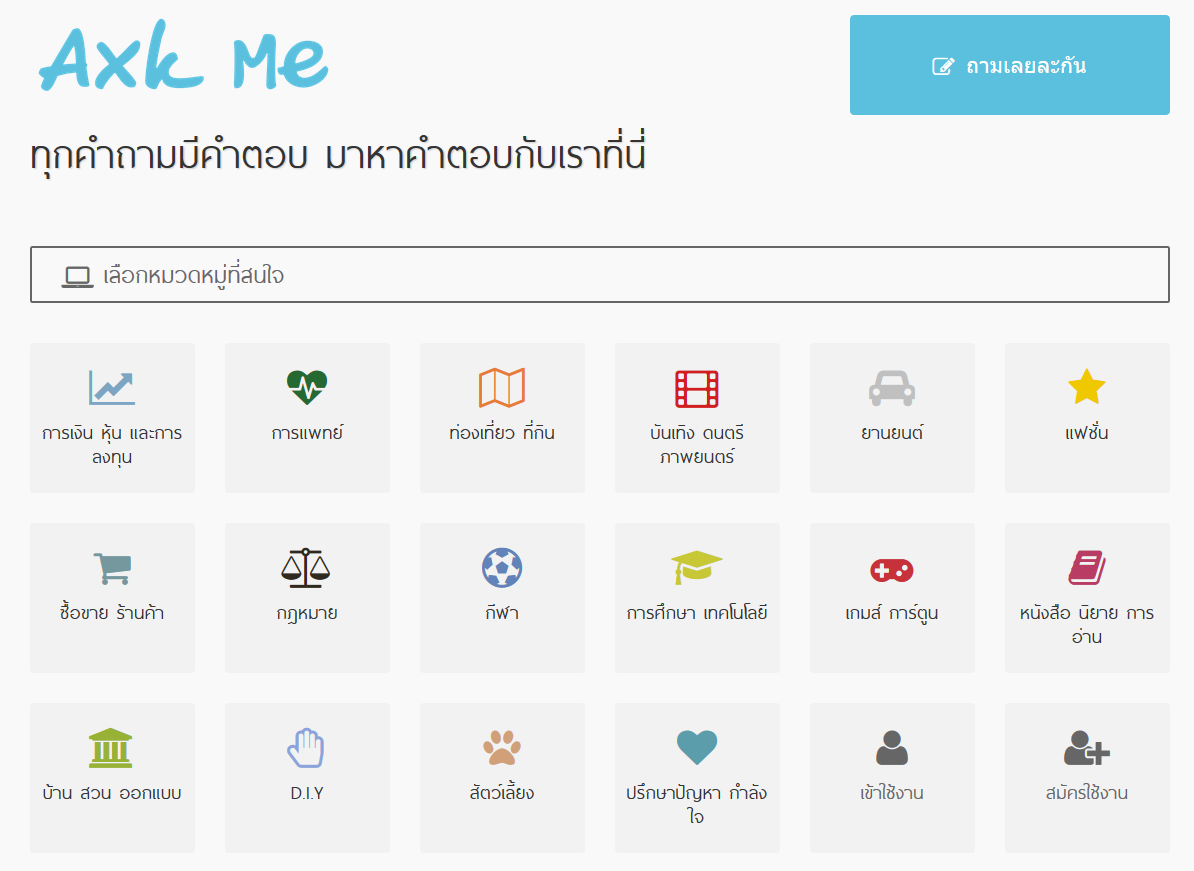 Axk Me
ถามเลยละกัน
ทุกคำถามมีคำตอบ มาหาคำตอบกับเราที่นี่
เลือกหมวดหมู่ที่สนใจ
การเงิน หุ้น และการ
ลงทุน
การแพทย์
ท่องเที่ยว ที่กิน
บันเทิง ดนตรี
ภาพยนตร์
ยานยนต์
แฟชั่น
ซื้อขาย ร้านค้า
กฎหมาย
กีฬา
การศึกษา เทคโนโลยี
เกมส์ การ์ตูน
หนังสือ นิยาย การ
อ่าน
บ้าน สวน ออกแบบ
D.I.Y
สัตว์เลี้ยง
ปรึกษาปัญหา กำลัง
ใจ
เข้าใช้งาน
สมัครใช้งาน